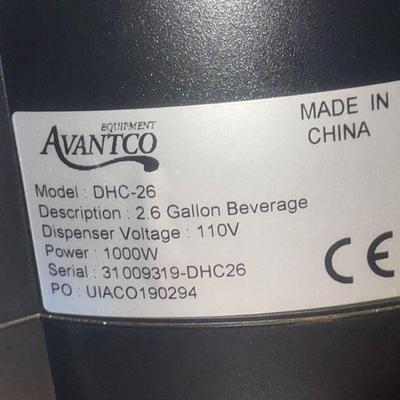 EQUIPMENT
AVANTCO
MADE IN
CHINA
Model : DHC-26
Description : 2.6 Gallon Beverage
Dispenser Voltage : 110V
Power : 1000W
Serial : 31009319-DHC26
PO : UIACO190294
CE